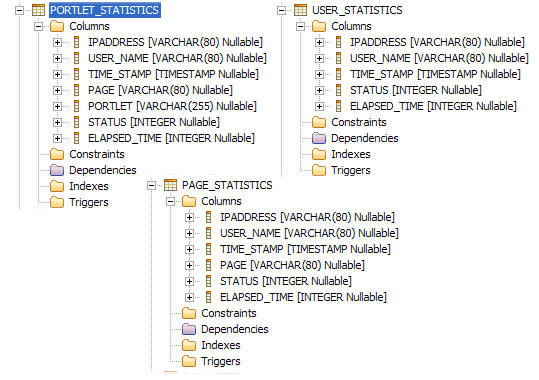 PORTLET_STATISTICS
Columns
IPADDRESS [VARCHAR(80) Nullable]
USER_NAME [VARCHAR(80) Nullable]
TIME_STAMP [TIMESTAMP Nullable]
PAGE [VARCHAR(80) Nullable]
PORTLET [VARCHAR(255) Nullable]
STATUS [INTEGER Nullable]
ELAPSED_TIME [INTEGER Nullable]
Constraints
Dependencies
Indexes
Triggers
USER_STATISTICS
Columns
IPADDRESS [VARCHAR(80) Nullable]
USER_NAME [VARCHAR(80) Nullable]
TIME_STAMP [TIMESTAMP Nullable]
STATUS [INTEGER Nullable]
ELAPSED_TIME [INTEGER Nullable]
Constraints
Dependencies
Indexes
Triggers
PAGE_STATISTICS
Columns
IPADDRESS [VARCHAR(80) Nullable]
USER_NAME [VARCHAR(80) Nullable]
TIME_STAMP [TIMESTAMP Nullable]
PAGE [VARCHAR(80) Nullable]
STATUS [INTEGER Nullable]
ELAPSED_TIME [INTEGER Nullable]
Constraints
Dependencies
Indexes
Triggers